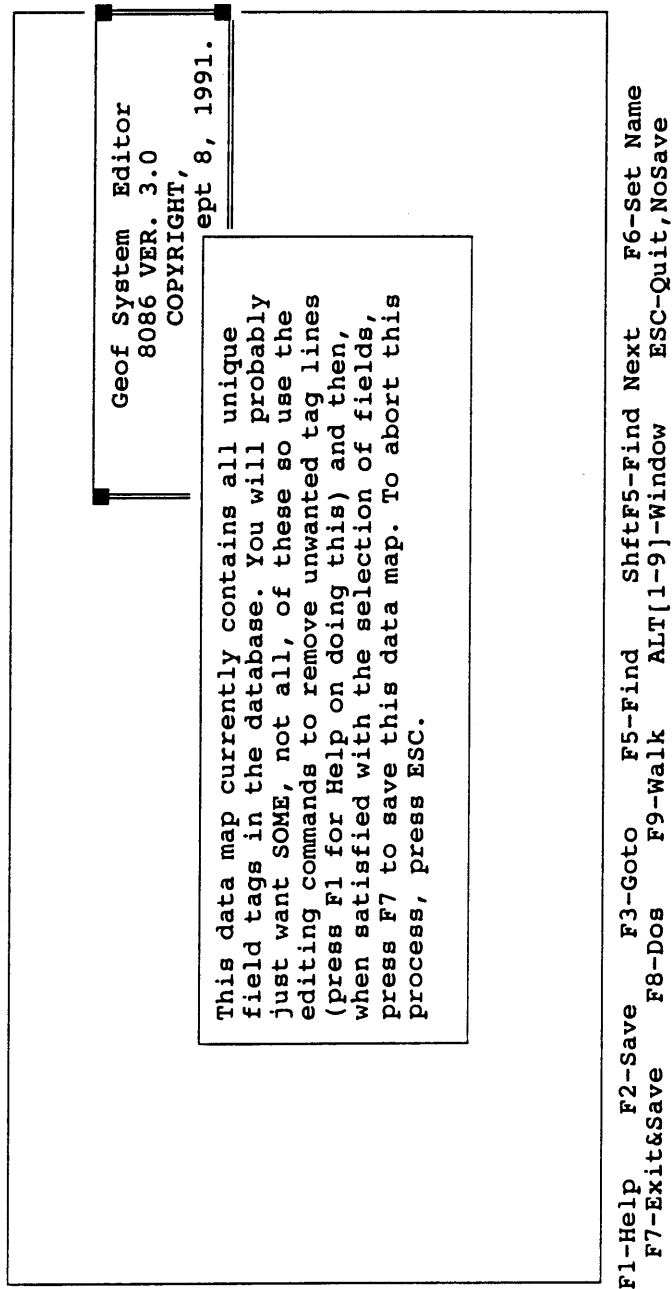 Geof System Editor
8086 VER. 3.0
COPYRIGHT,
ept 8, 1991.
This data map currently contains all unique
field tags in the database. You will probably
just want SOME, not all, of these so use the
editing commands to remove unwanted tag lines
(press F1 for Help on doing this) and then,
when satisfied with the selection of fields,
press F7 to save this data map. To abort this
process, press ESC.
F1-Help F2-Save F3-Goto F5-Find ShftF5-Find Next F6-Set Name
F7-Exit&Save F8-Dos F9-Walk ALT[1-9]-Window ESC-Quit,NoSave